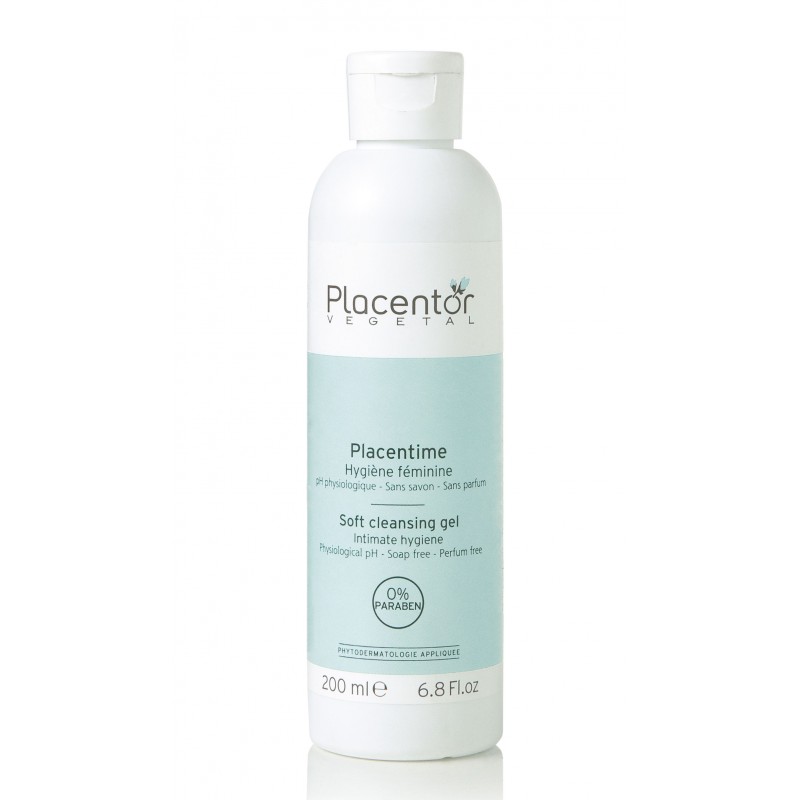 Placentor
VEGETAL
Placentime
Hygiène féminine
pH physiologique - Sans savon - Sans parfum
Soft cleansing gel
Intimate hygiene
Physiological pH - Soap free - Perfum free
0%
PARABEN
PHYTODERMATOLOGIE APPLIQUEE
200 ml e 6.8 Fl.oz